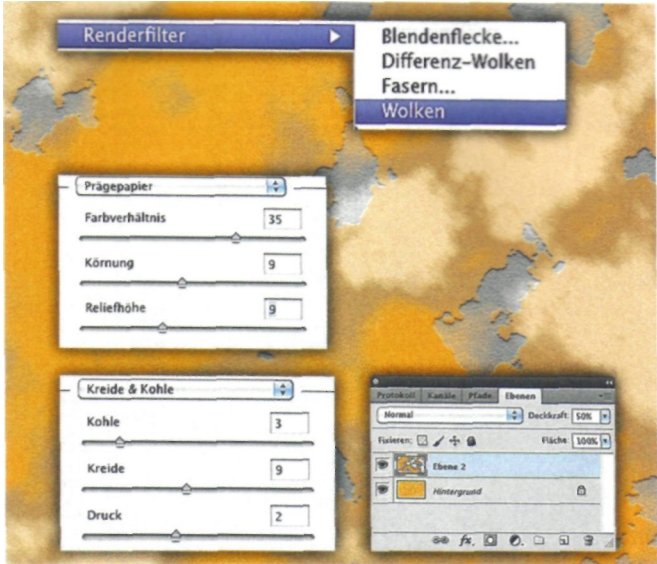 Renderfilter
Blendenflecke...
Differenz-Wolken
Fasern...
Wolken
Prägepapier
Farbverhältnis 35
Körnung 9
Reliefhöhe 9
Kreide & Kohle
Kohle 3
Kreide 9
Druck 2
Protokoll Kanäle Pfade Ebenen
Normal Deckkraft: 50%
Fixieren: Fläche: 100%
Ebene 2
Hintergrund
fx.